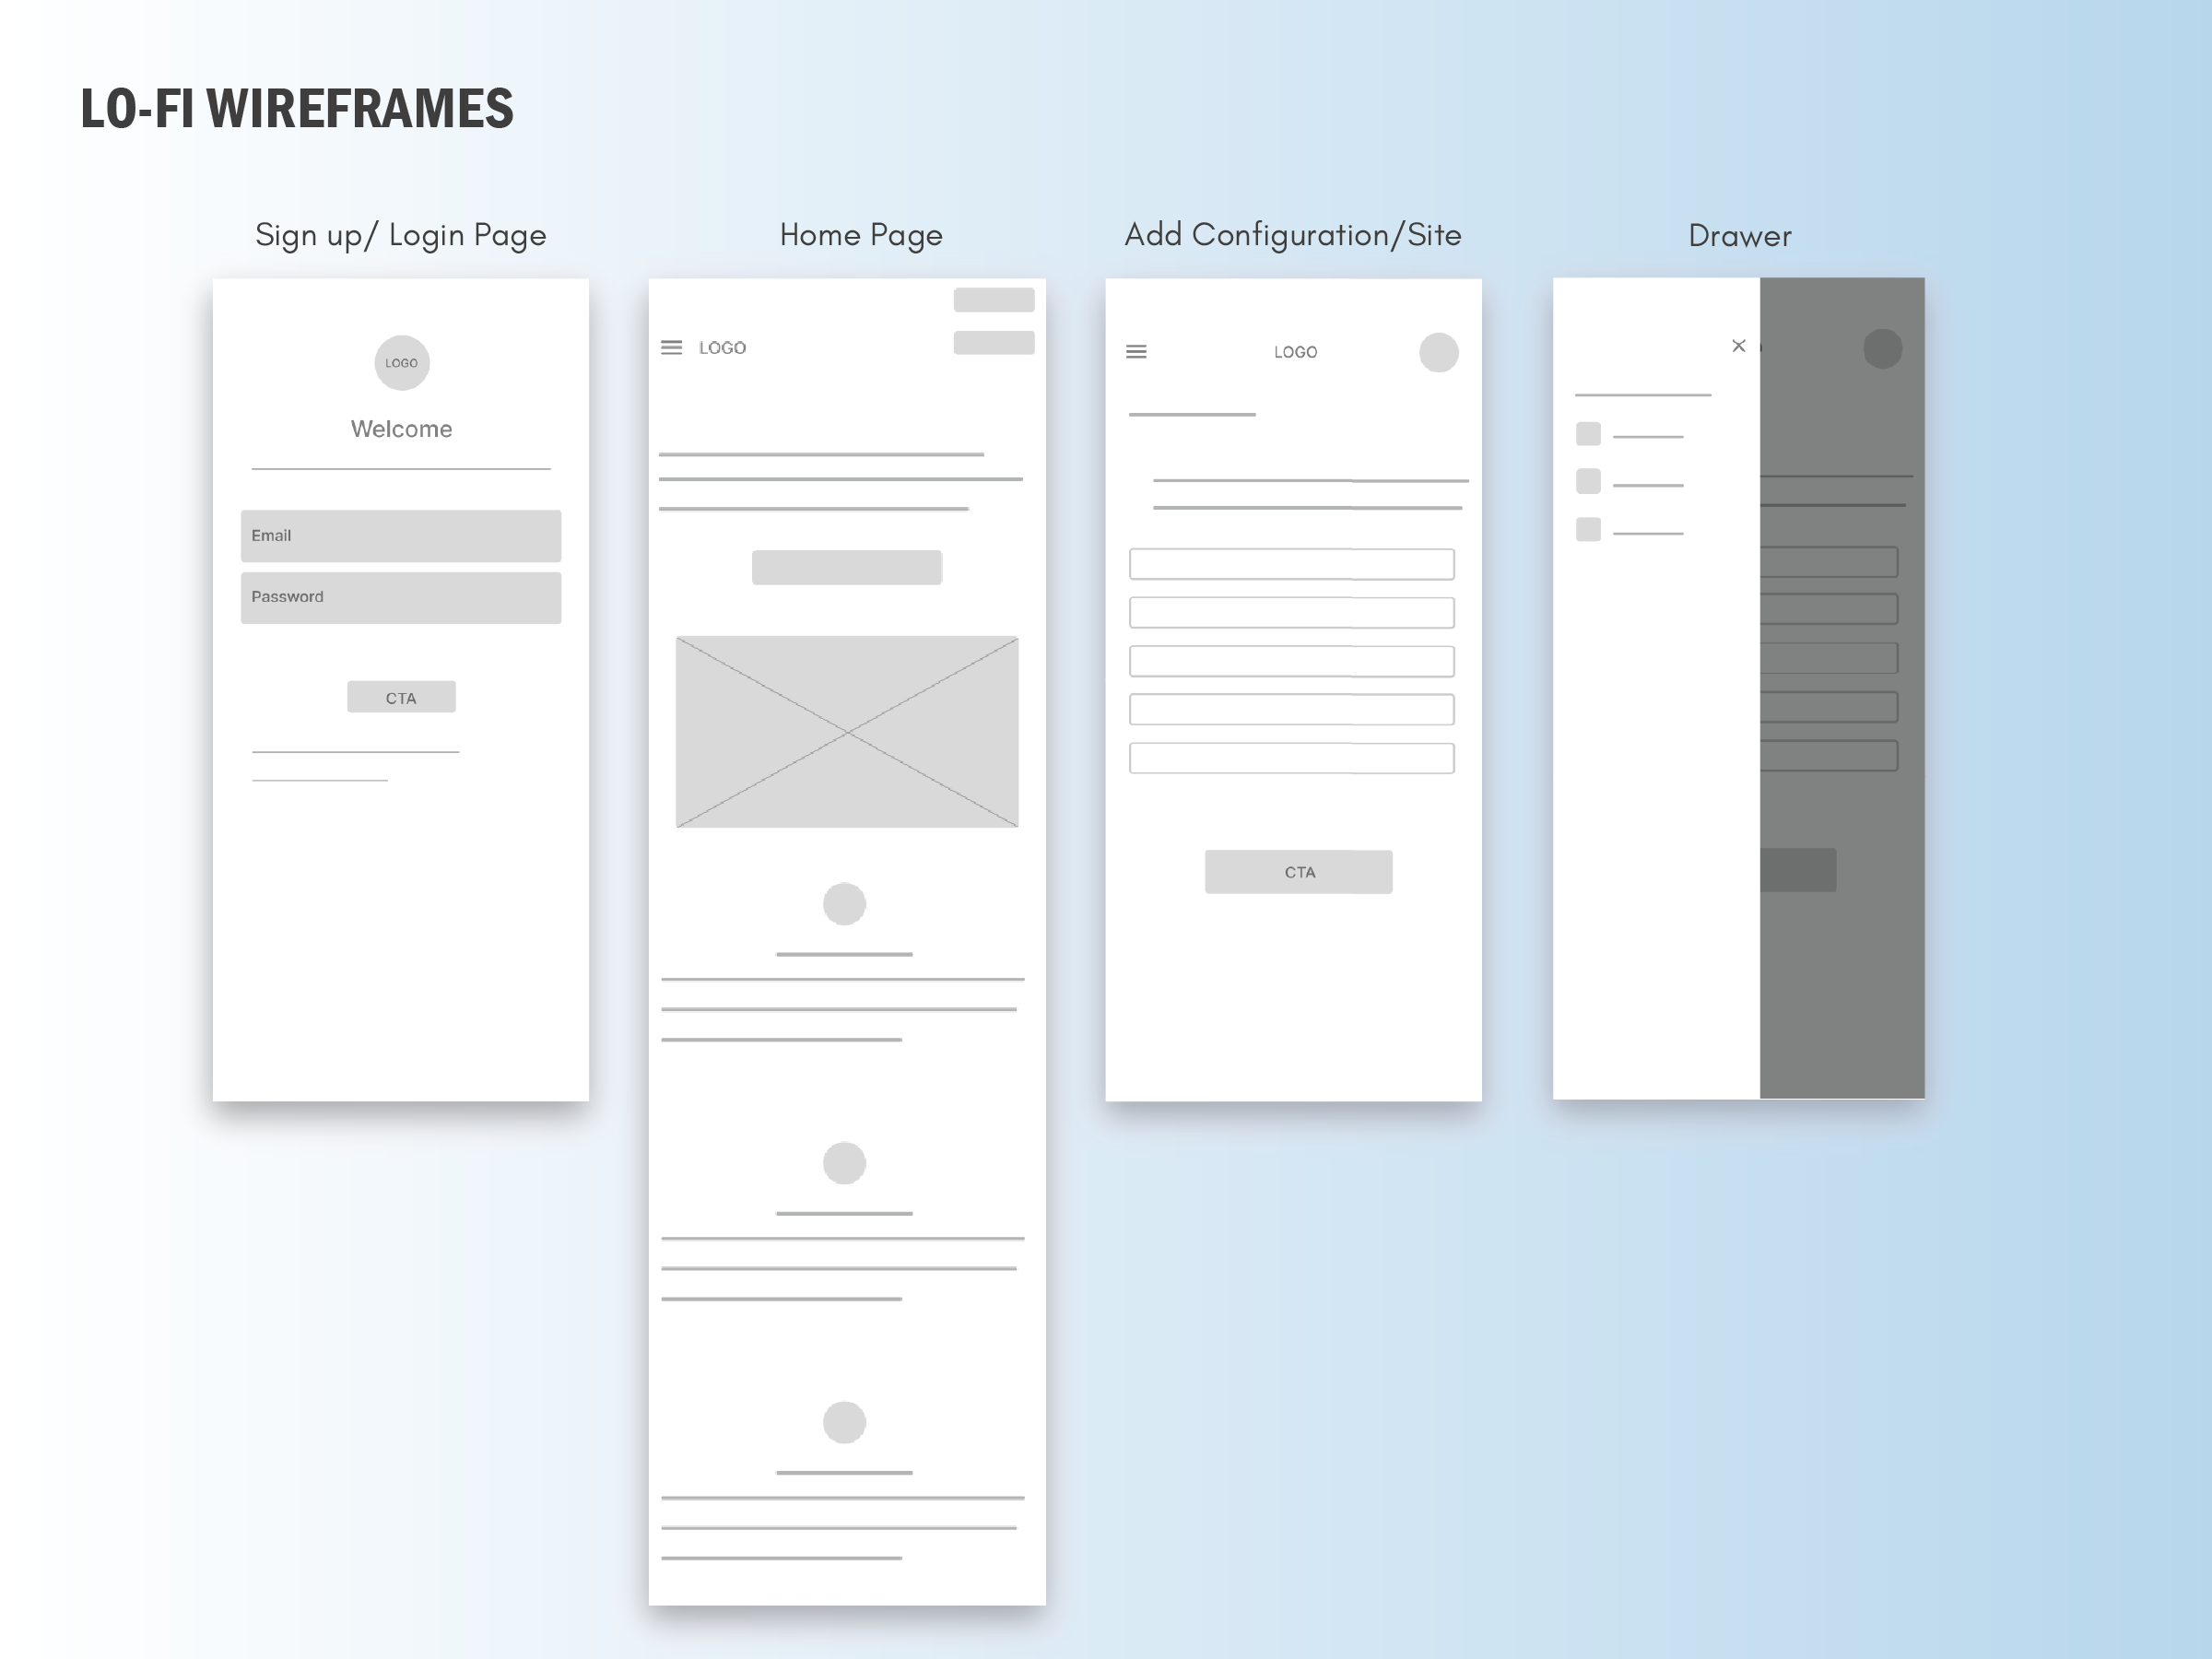 LO-FI WIREFRAMES
Sign up/ Login Page
LOGO
Welcome
Email
Password
CTA
Home Page
LOGO
Add Configuration/Site
LOGO
CTA
Drawer